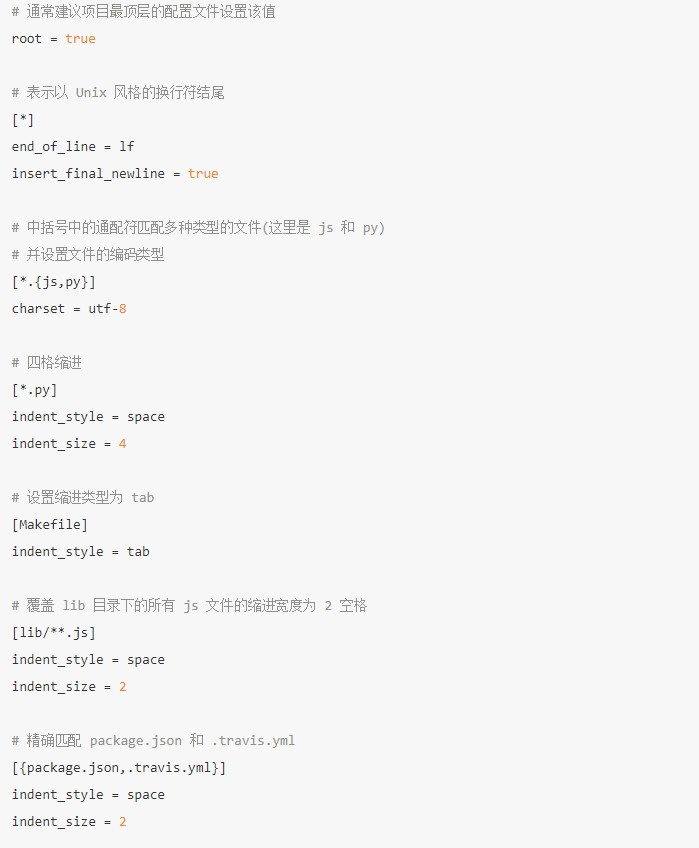 # 通常建议项目最顶层的配置文件设置该值
root = true
# 表示以 Unix 风格的换行符结尾
[*]
end_of_line = lf
insert_final_newline = true
# 中括号中的通配符匹配多种类型的文件(这里是 js 和 py)
# 并设置文件的编码类型
[*.{js,py}]
charset = utf-8
# 四格缩进
[*.py]
indent_style = space
indent_size = 4
# 设置缩进类型为 tab
[Makefile]
indent_style = tab
# 覆盖 lib 目录下的所有 js 文件的缩进宽度为 2 空格
[lib/**.js]
indent_style = space
indent_size = 2
# 精确匹配 package.json 和 .travis.yml
[{package.json,.travis.yml}]
indent_style = space
indent_size = 2